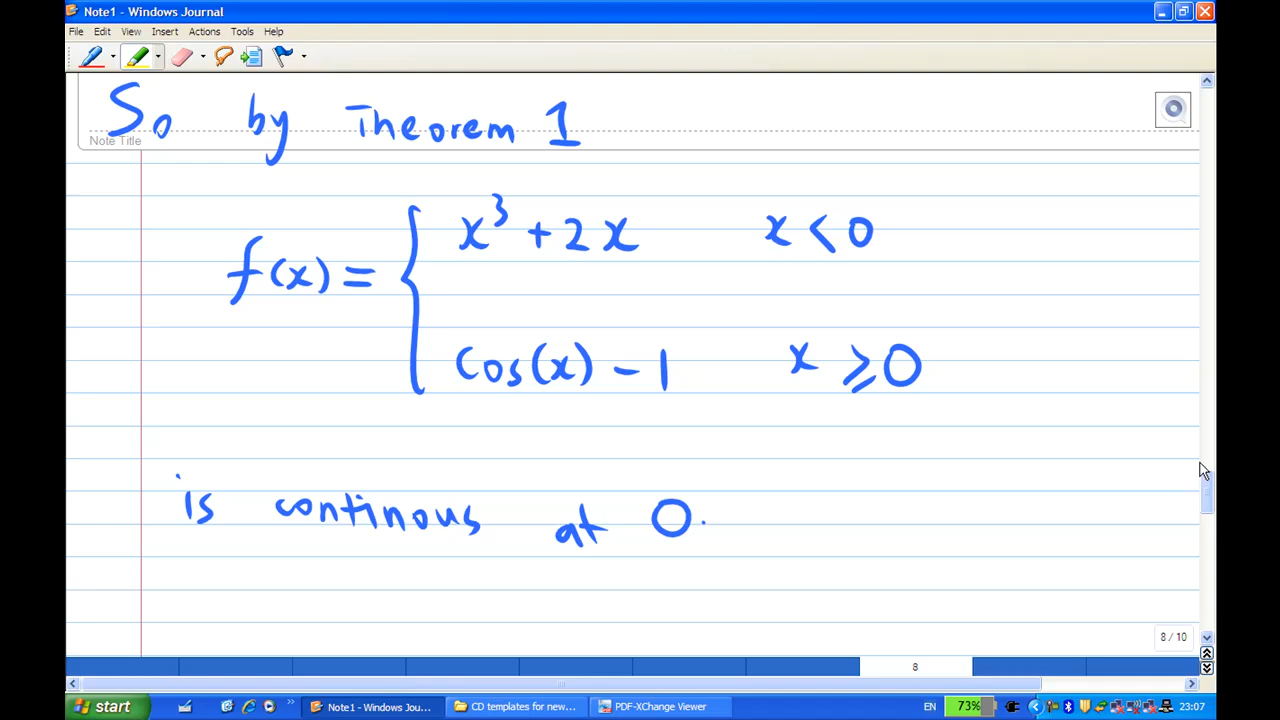 Note1 - Windows Journal
File Edit View Insert Actions Tools Help
So by Theorem 1
Note Title
x³ + 2x x < 0
f(x) =
cos(x) - 1 x ≥ 0
is continous at 0.
8 / 10
8
start Note1 - Windows Jou... CD templates for new... PDF-XChange Viewer EN 73% 23:07